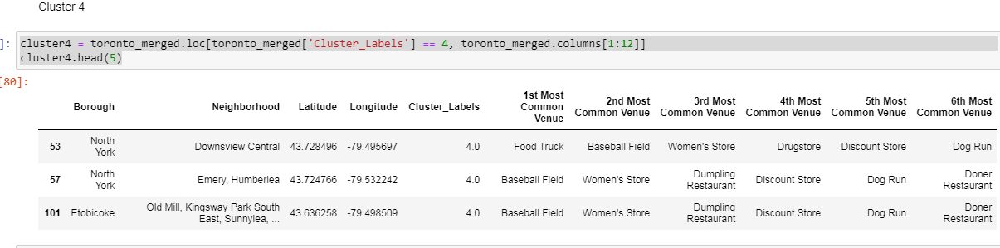 Cluster 4
]: cluster4 = toronto_merged.loc[toronto_merged['Cluster_Labels'] == 4, toronto_merged.columns[1:12]]
cluster4.head(5)
[80]:
Borough Neighborhood Latitude Longitude Cluster_Labels 1st Most Common Venue 2nd Most Common Venue 3rd Most Common Venue 4th Most Common Venue 5th Most Common Venue 6th Most Common Venue
53 North York Downsview Central 43.728496 -79.495697 4.0 Food Truck Baseball Field Women's Store Drugstore Discount Store Dog Run
57 North York Emery, Humberlea 43.724766 -79.532242 4.0 Baseball Field Women's Store Dumpling Restaurant Discount Store Dog Run Doner Restaurant
101 Etobicoke Old Mill, Kingsway Park South East, Sunnylea, ... 43.636258 -79.498509 4.0 Baseball Field Women's Store Dumpling Restaurant Discount Store Dog Run Doner Restaurant